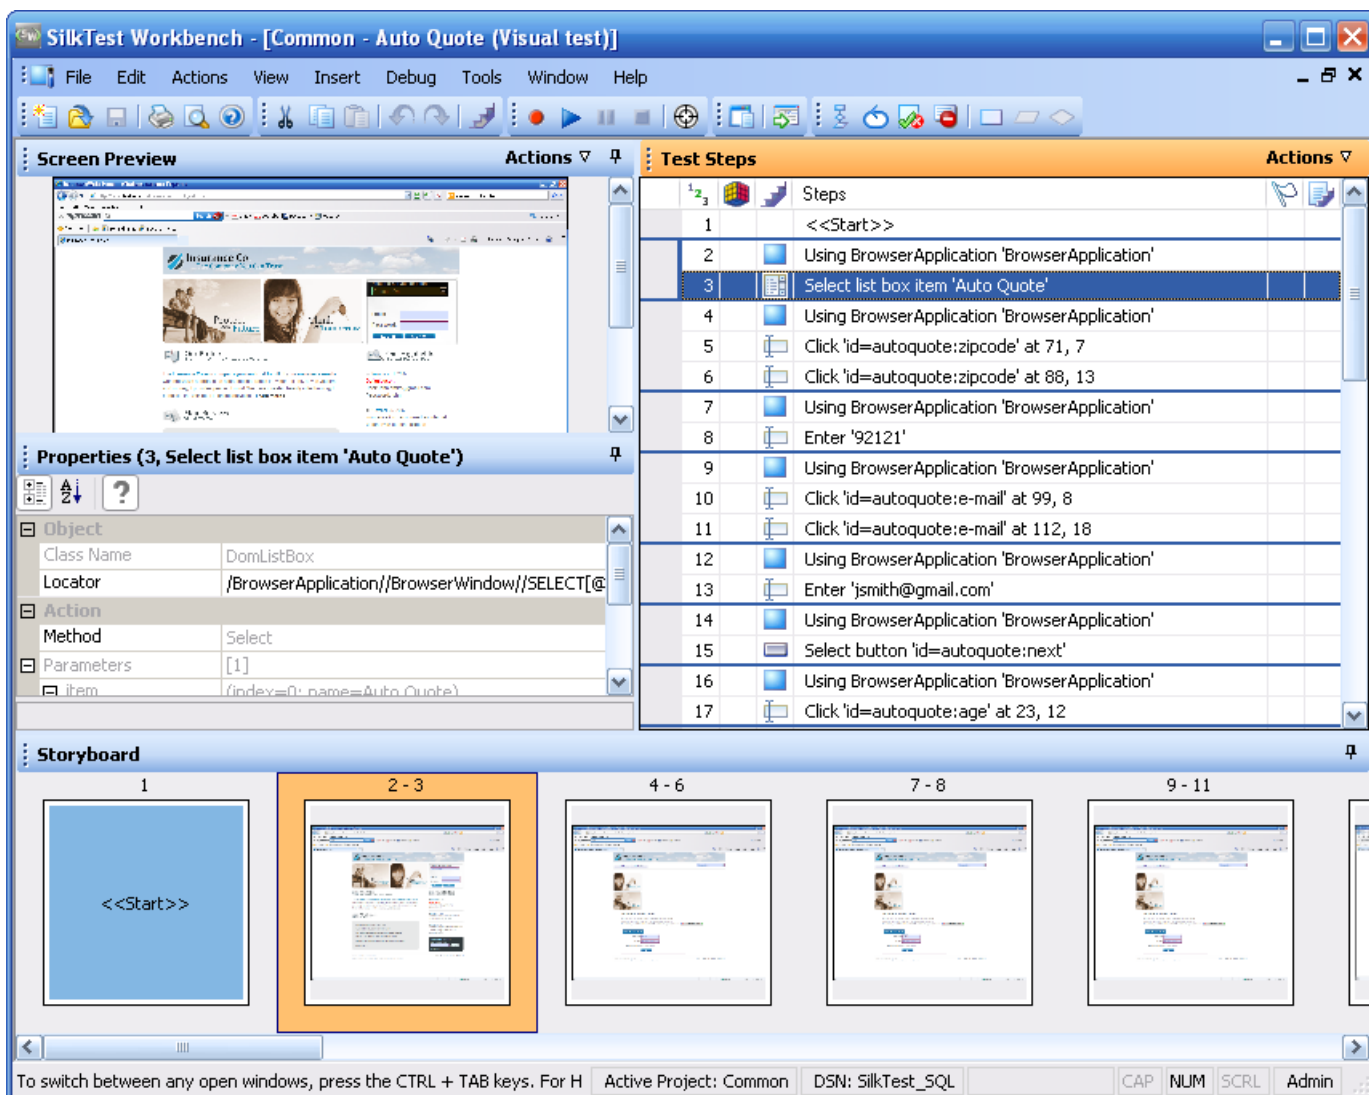 SilkTest Workbench - [Common - Auto Quote (Visual test)]
File Edit Actions View Insert Debug Tools Window Help
Screen Preview Actions
Insurance Co
Properties (3, Select list box item 'Auto Quote')
Object
Class Name DomListBox
Locator /BrowserApplication//BrowserWindow//SELECT[@
Action
Method Select
Parameters [1]
item (index=0; name=Auto Quote)
Test Steps Actions
Steps
1 <<Start>>
2 Using BrowserApplication 'BrowserApplication'
3 Select list box item 'Auto Quote'
4 Using BrowserApplication 'BrowserApplication'
5 Click 'id=autoquote:zipcode' at 71, 7
6 Click 'id=autoquote:zipcode' at 88, 13
7 Using BrowserApplication 'BrowserApplication'
8 Enter '92121'
9 Using BrowserApplication 'BrowserApplication'
10 Click 'id=autoquote:e-mail' at 99, 8
11 Click 'id=autoquote:e-mail' at 112, 18
12 Using BrowserApplication 'BrowserApplication'
13 Enter 'jsmith@gmail.com'
14 Using BrowserApplication 'BrowserApplication'
15 Select button 'id=autoquote:next'
16 Using BrowserApplication 'BrowserApplication'
17 Click 'id=autoquote:age' at 23, 12
Storyboard
1 2 - 3 4 - 6 7 - 8 9 - 11
<<Start>>
To switch between any open windows, press the CTRL + TAB keys. For H Active Project: Common DSN: SilkTest_SQL CAP NUM SCRL Admin